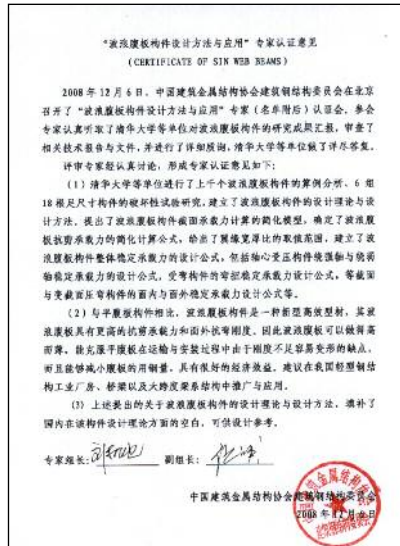 “波浪腹板构件设计方法与应用”专家认证意见
(CERTIFICATE OF SIN WEB BEAMS)
2008年12月6日，中国建筑金属结构协会建筑钢结构委员会在北京
召开了“波浪腹板构件设计方法与应用”专家（名单附后）认证会，参会
专家认真听取了清华大学等单位对波浪腹板构件的研究成果汇报，审查了
相关技术报告与文件，并进行了详细质询，清华大学等单位做了详尽答复。
评审专家经认真讨论，形成专家认证意见如下：
（1）清华大学等单位进行了上千个波浪腹板构件的算例分析、6组
18根足尺寸构件的破坏性试验研究，建立了波浪腹板构件的设计理论与设
计方法，提出了波浪腹板构件截面承载力计算的简化模型，确定了波浪腹
板抗剪承载力的简化计算公式，给出了翼缘宽厚比的取值范围，建立了波
浪腹板构件整体稳定承载力的设计公式，包括轴心受压构件绕强轴与绕弱
轴稳定承载力的设计公式，受弯构件的弯扭稳定承载力设计公式，等截面
与变截面压弯构件的面内与面外稳定承载力设计公式等。
（2）与平腹板构件相比，波浪腹板构件是一种新型高效型材，其波
浪腹板具有更高的抗剪承载力和面外抗弯刚度。因此波浪腹板可以做得高
而薄，能克服平腹板在运输与安装过程中由于刚度不足容易变形的缺点，
而且能够减小腹板的用钢量，具有很好的经济效益。建议在我国轻型钢结
构工业厂房、桥梁以及大跨度梁系结构中推广与应用。
（3）上述提出的关于波浪腹板构件的设计理论与设计方法，填补了
国内在该构件设计理论方面的空白，可供设计参考。
专家组长： 副组长：
中国建筑金属结构协会建筑钢结构委员会
2008年12月6日